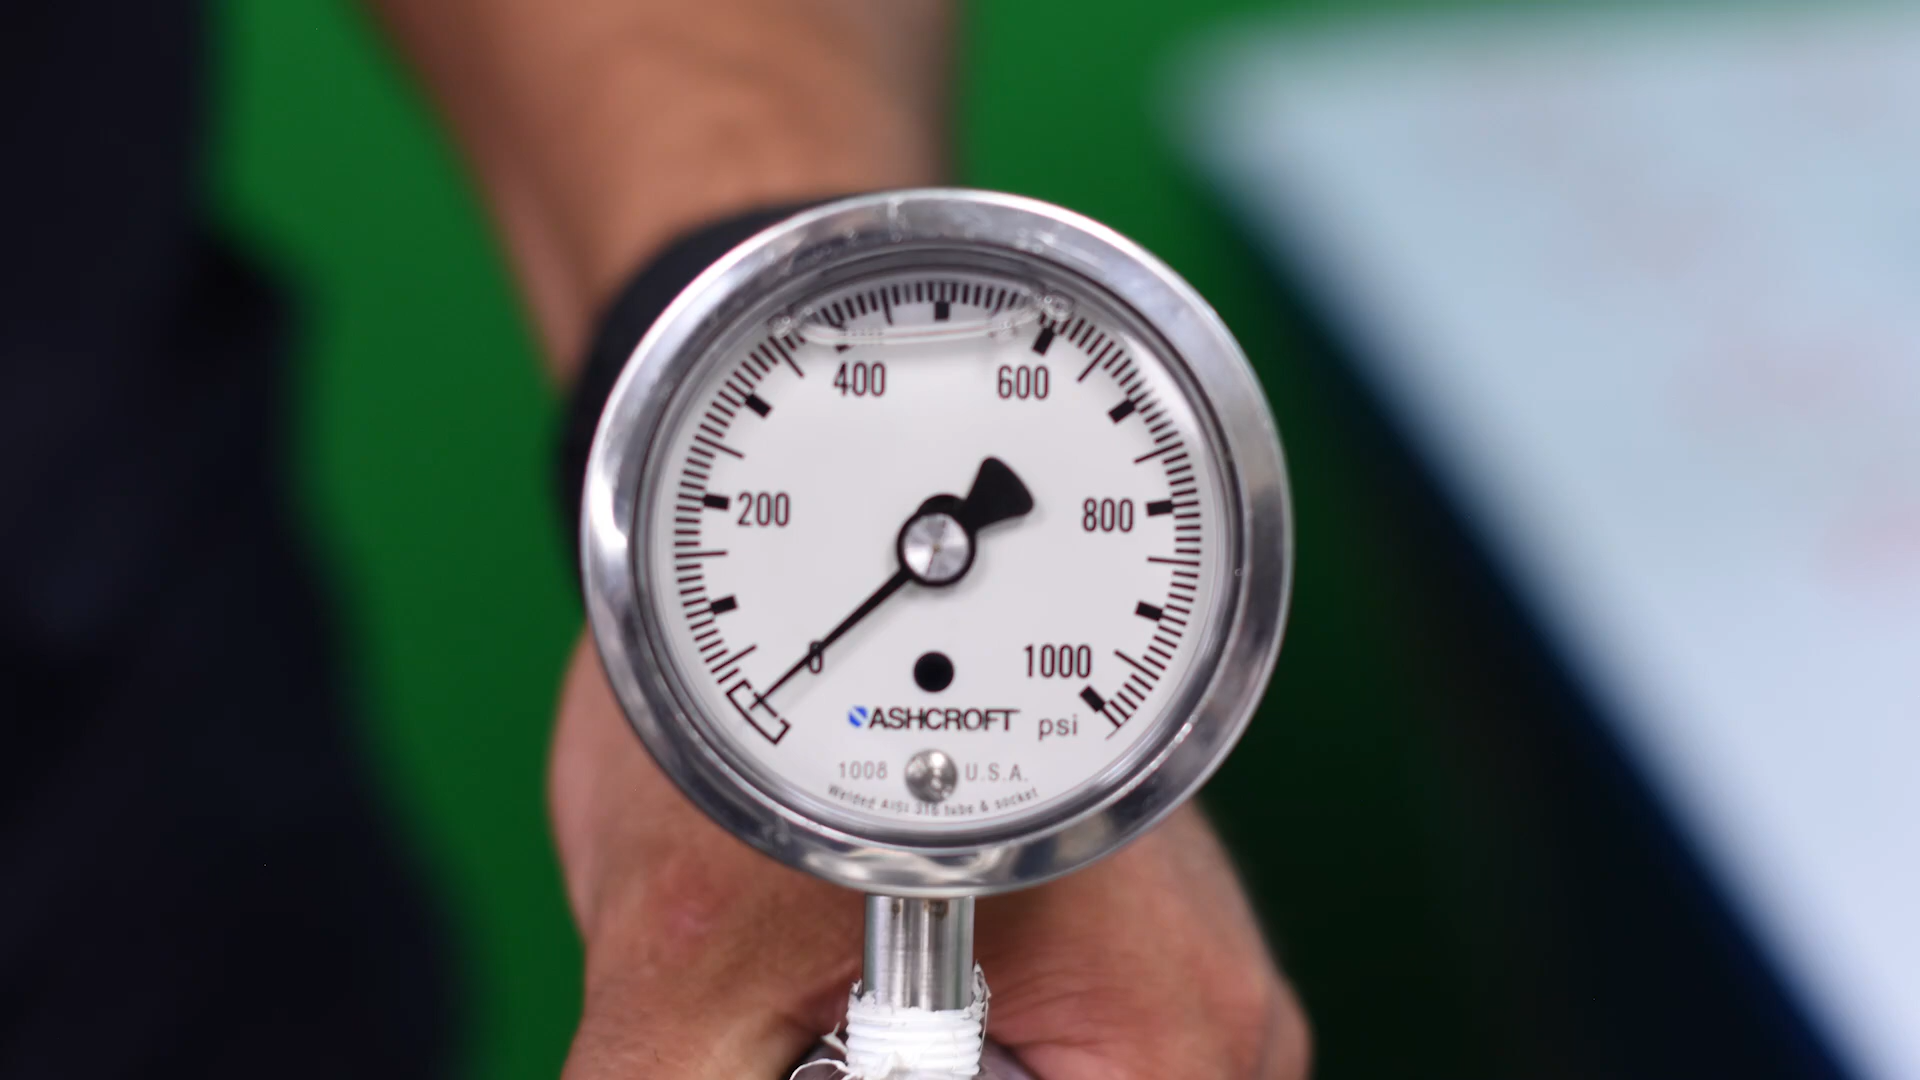 400 600
200 800
0 1000
ASHCROFT psi
1008 U.S.A.
Welded AISI 316 tube & socket